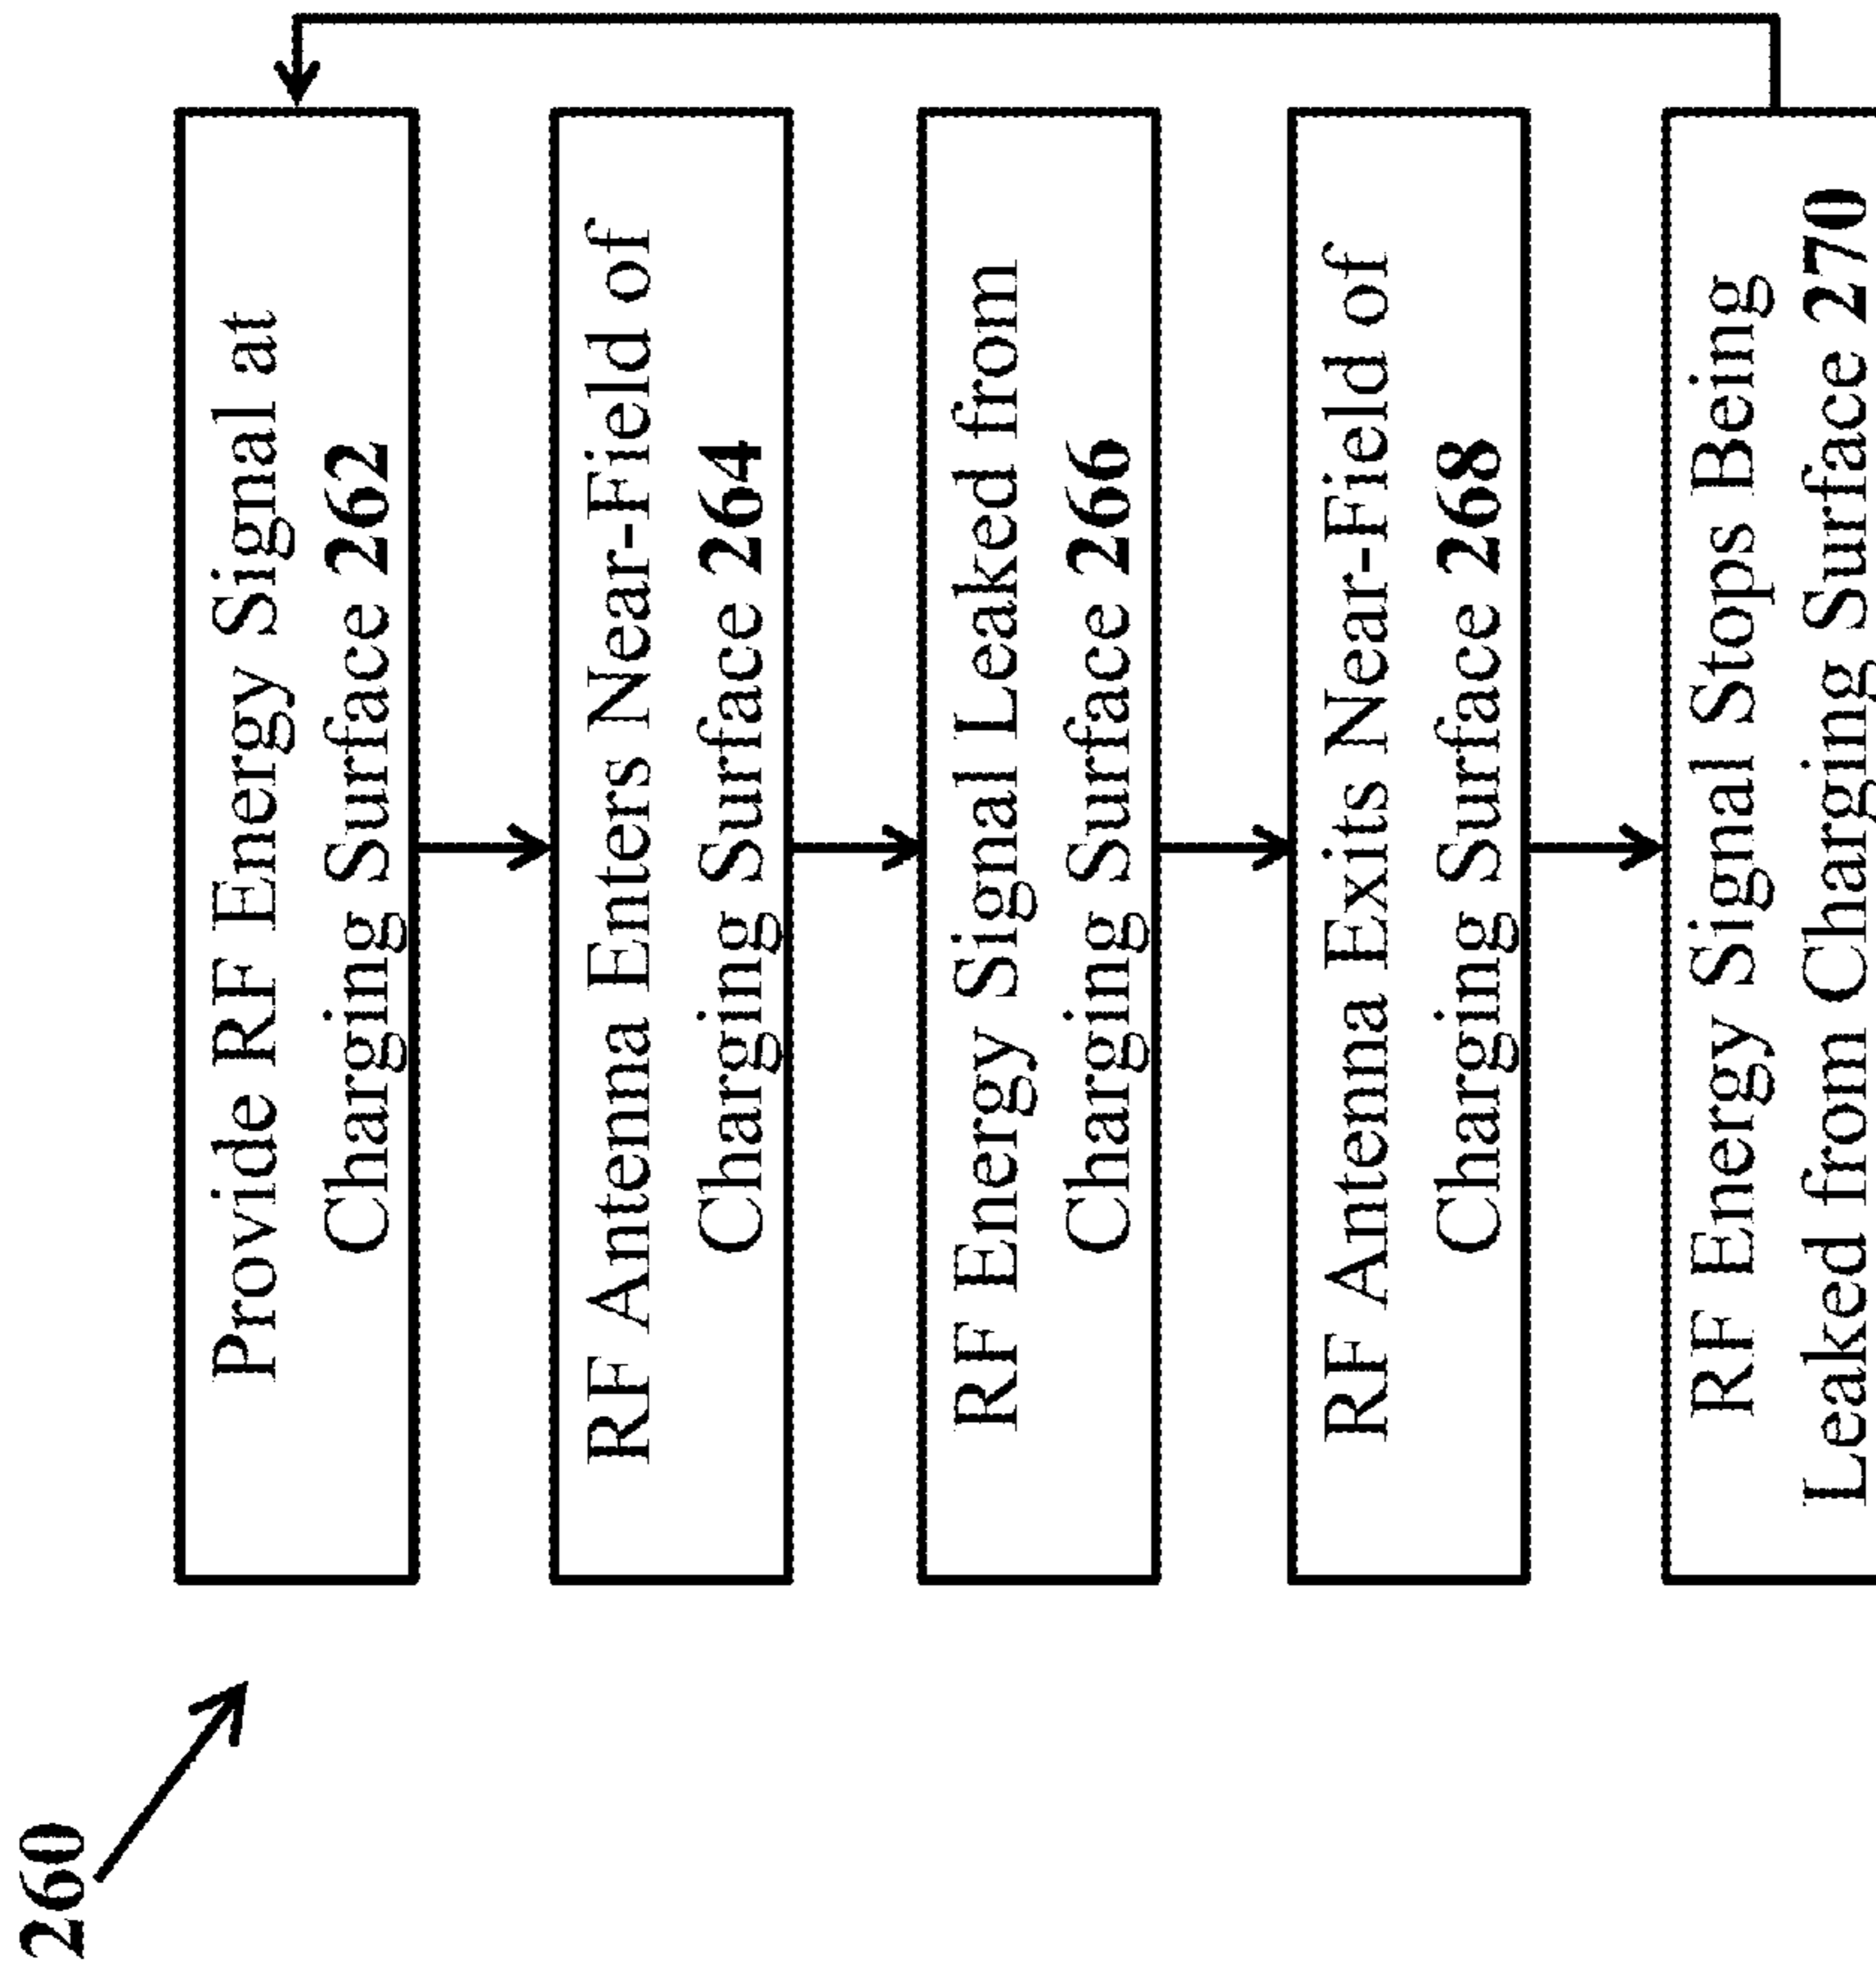 260
Provide RF Energy Signal at
Charging Surface 262
RF Antenna Enters Near-Field of
Charging Surface 264
RF Energy Signal Leaked from
Charging Surface 266
RF Antenna Exits Near-Field of
Charging Surface 268
RF Energy Signal Stops Being
Leaked from Charging Surface 270